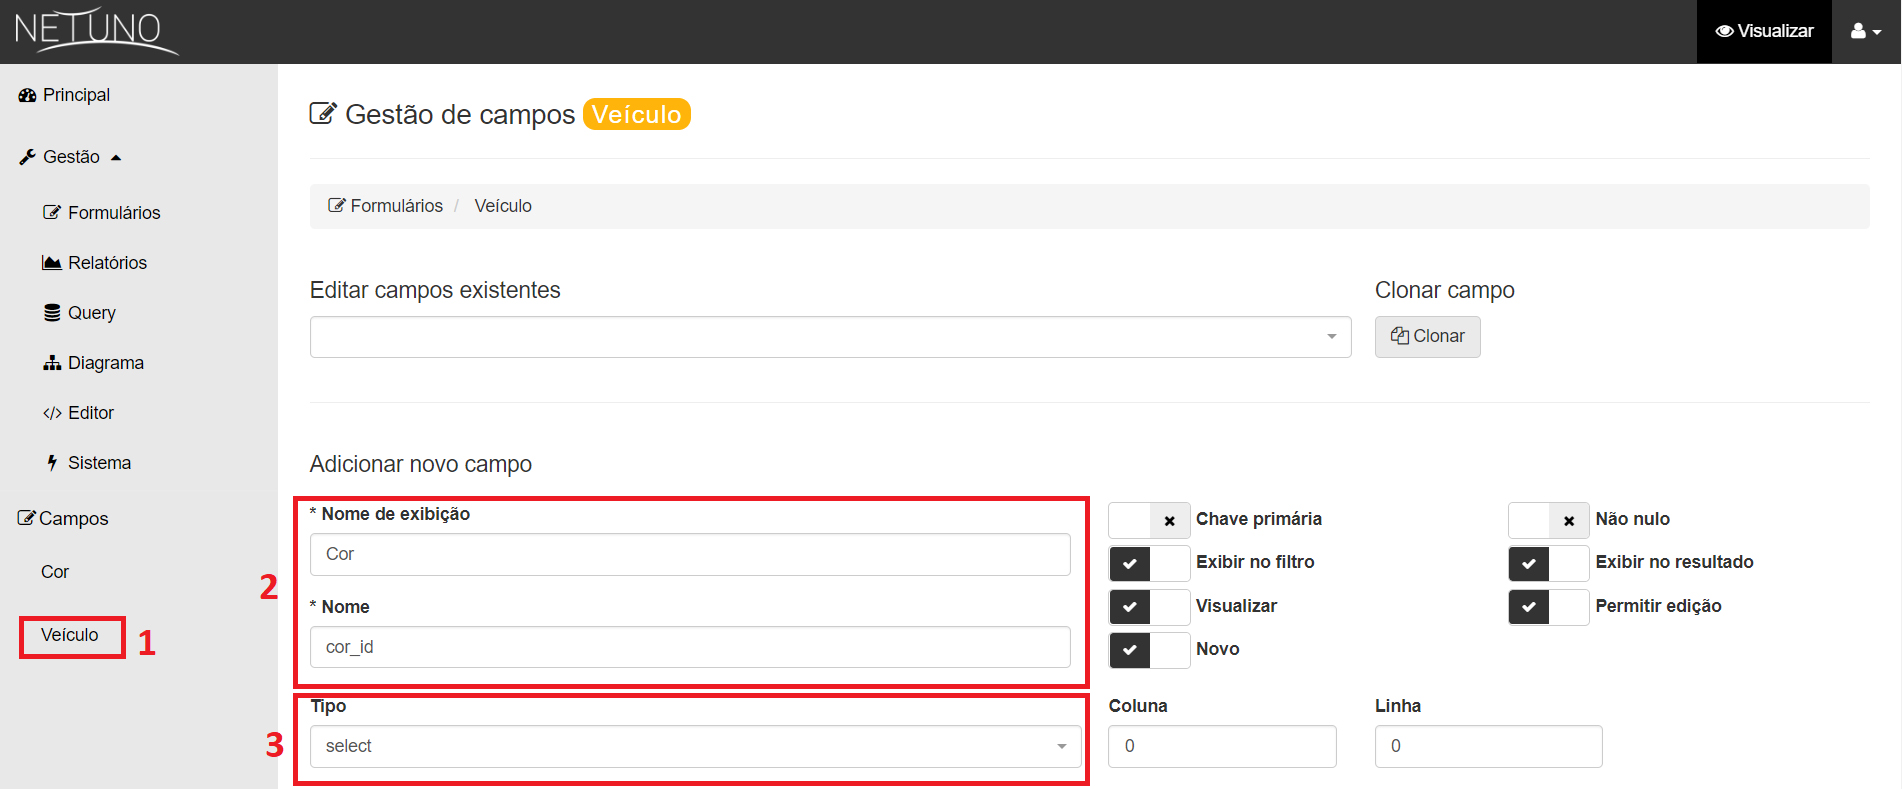 NETUNO
Visualizar
Principal
Gestão
Formulários
Relatórios
Query
Diagrama
Editor
Sistema
Campos
Cor
Veículo
1
Gestão de campos Veículo
Formulários / Veículo
Editar campos existentes
Clonar campo
Clonar
Adicionar novo campo
2
* Nome de exibição
Cor
* Nome
cor_id
Chave primária
Não nulo
Exibir no filtro
Exibir no resultado
Visualizar
Permitir edição
Novo
3
Tipo
select
Coluna
0
Linha
0